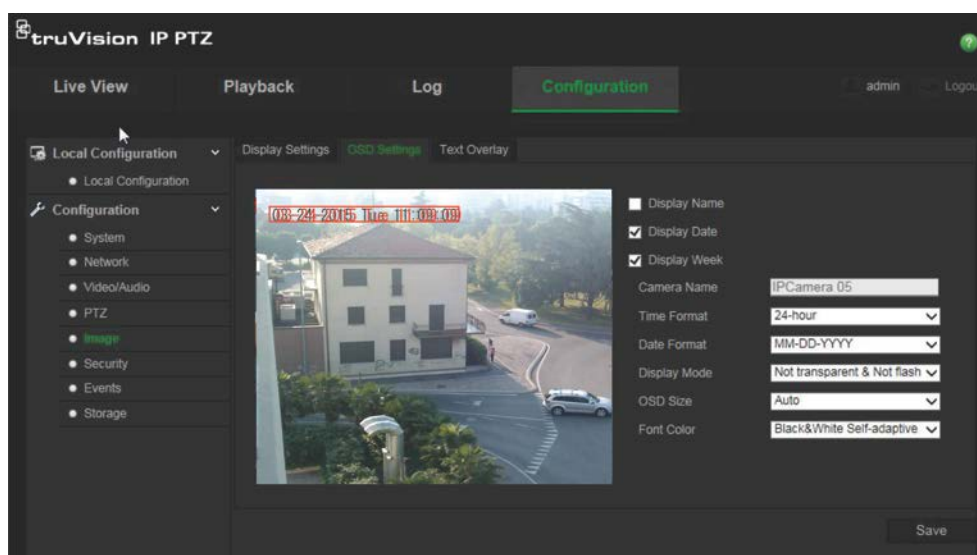 truVision IP PTZ
?
Live View Playback Log Configuration admin Logou
Local Configuration
Local Configuration
Configuration
System
Network
Video/Audio
PTZ
Image
Security
Events
Storage
Display Settings OSD Settings Text Overlay
03-24-2015 Tue 11:09:09
Display Name
Display Date
Display Week
Camera Name IPCamera 05
Time Format 24-hour
Date Format MM-DD-YYYY
Display Mode Not transparent & Not flash
OSD Size Auto
Font Color Black&White Self-adaptive
Save